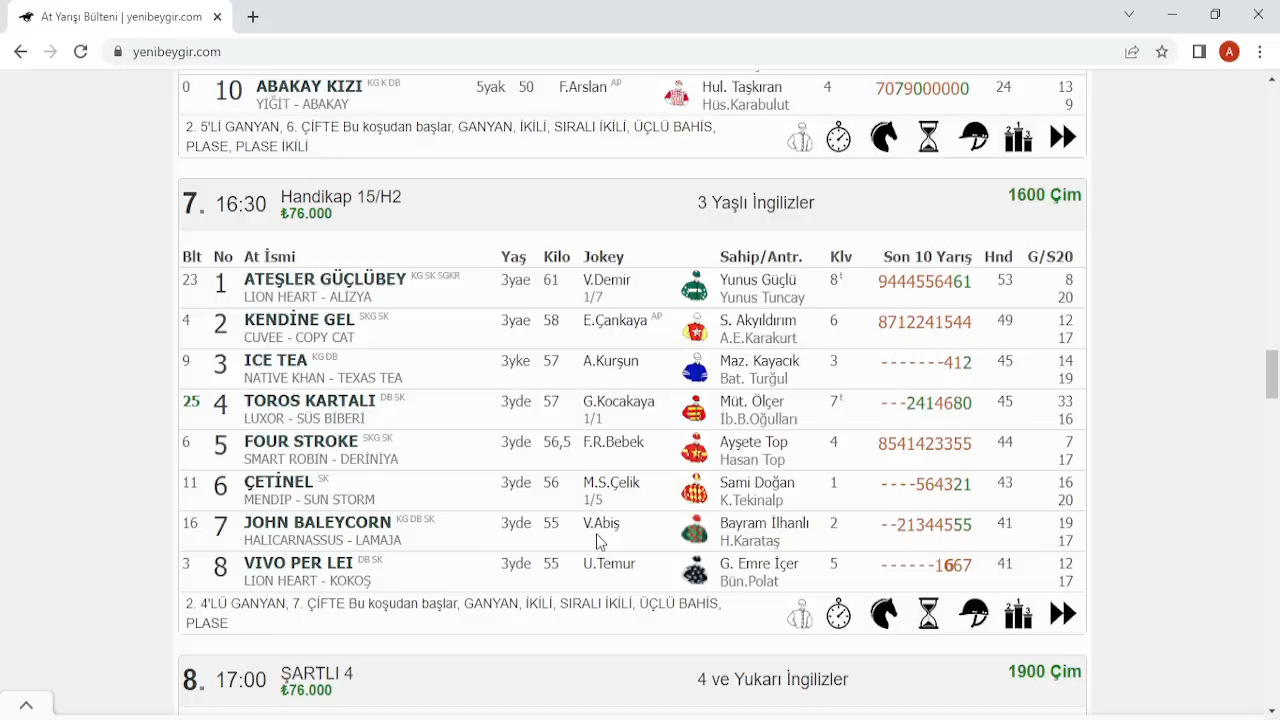 At Yarışı Bülteni | yenibeygir.com
yenibeygir.com
A
0 10 ABAKAY KIZI KG K DB 5yak 50 F.Arslan AP Hul. Taşkıran 4 7079000000 24 13
YİĞİT - ABAKAY Hüs.Karabulut 9
2. 5'Lİ GANYAN, 6. ÇİFTE Bu koşudan başlar, GANYAN, İKİLİ, SIRALI İKİLİ, ÜÇLÜ BAHİS,
PLASE, PLASE İKİLİ
7. 16:30 Handikap 15/H2 3 Yaşlı İngilizler 1600 Çim
₺76.000
Blt No At İsmi Yaş Kilo Jokey Sahip/Antr. Klv Son 10 Yarış Hnd G/S20
23 1 ATEŞLER GÜÇLÜBEY KG SK SGKR 3yae 61 V.Demir Yunus Güçlü 8t 9444556461 53 8
LION HEART - ALİZYA 1/7 Yunus Tuncay 20
4 2 KENDİNE GEL SKG SK 3yae 58 E.Çankaya AP S. Akyıldırım 6 8712241544 49 12
CUVEE - COPY CAT A.E.Karakurt 17
9 3 ICE TEA KG DB 3yke 57 A.Kurşun Maz. Kayacık 3 -------412 45 14
NATIVE KHAN - TEXAS TEA Bat. Turğul 19
25 4 TOROS KARTALI DB SK 3yde 57 G.Kocakaya Müt. Ölçer 7t ---2414680 45 33
LUXOR - SÜS BİBERİ 1/1 İb.B.Oğulları 16
6 5 FOUR STROKE SKG SK 3yde 56,5 F.R.Bebek Ayşete Top 4 8541423355 44 7
SMART ROBIN - DERİNİYA Hasan Top 17
11 6 ÇETİNEL SK 3yde 56 M.S.Çelik Sami Doğan 1 ----564321 43 16
MENDIP - SUN STORM 1/5 K.Tekinalp 20
16 7 JOHN BALEYCORN KG DB SK 3yde 55 V.Abiş Bayram İlhanlı 2 --21344555 41 19
HALICARNASSUS - LAMAJA H.Karataş 17
3 8 VIVO PER LEI DB SK 3yde 55 U.Temur G. Emre İçer 5 ------1667 41 12
LION HEART - KOKOŞ Bün.Polat 17
2. 4'LÜ GANYAN, 7. ÇİFTE Bu koşudan başlar, GANYAN, İKİLİ, SIRALI İKİLİ, ÜÇLÜ BAHİS,
PLASE
8. 17:00 ŞARTLI 4 4 ve Yukarı İngilizler 1900 Çim
₺76.000